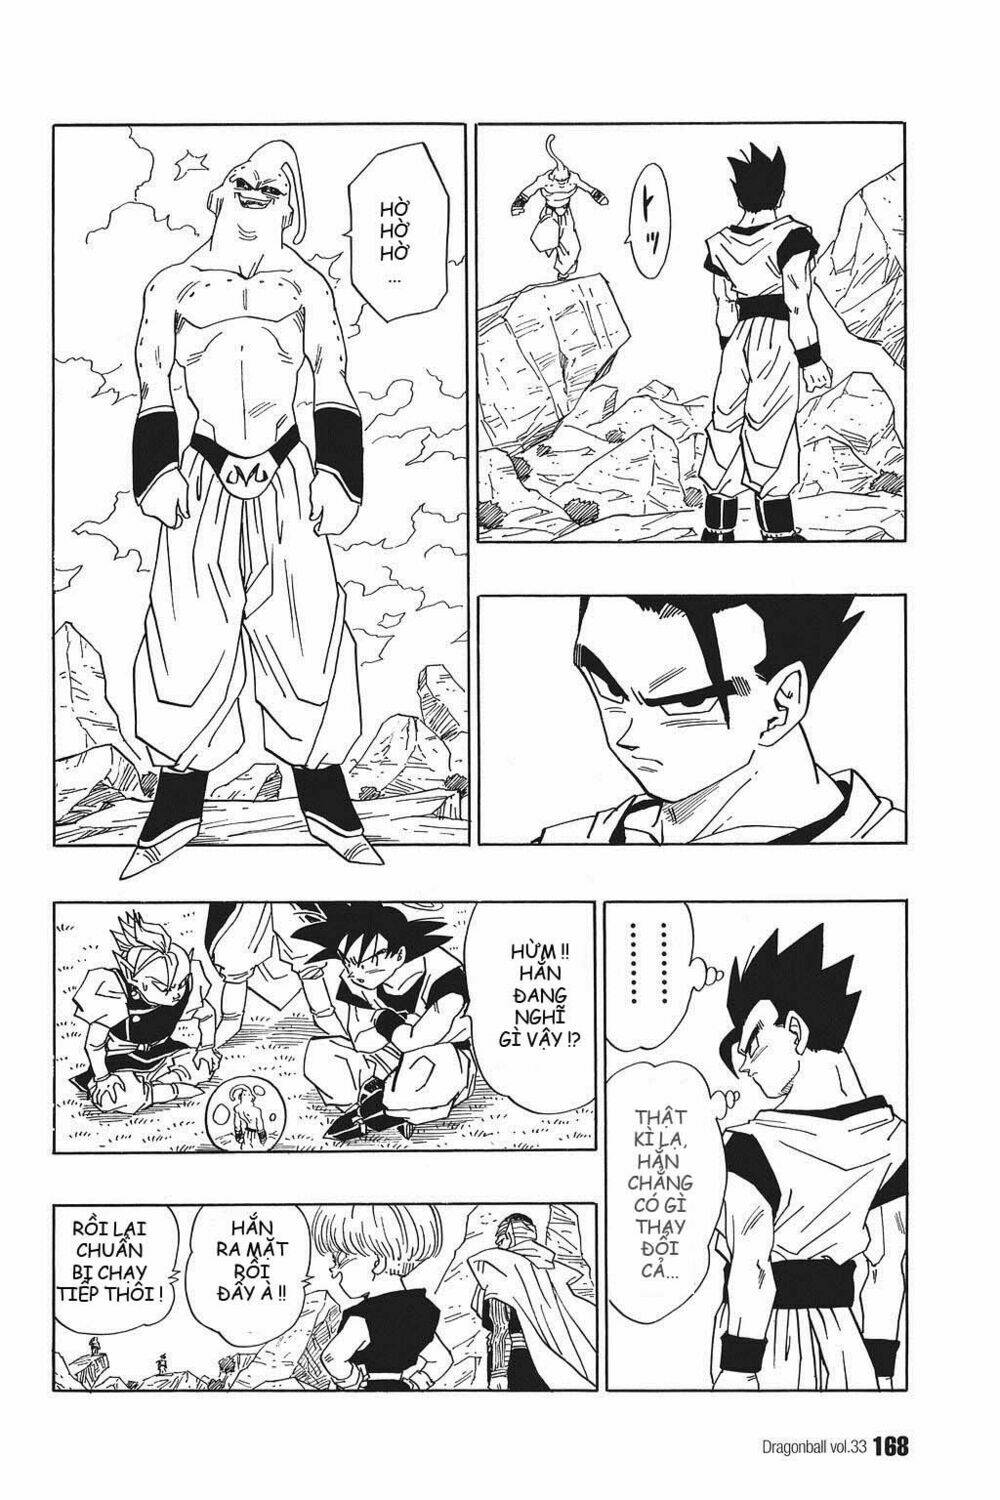 トッ
HỜ
HỜ
HỜ
...
........
........
THẬT
KÌ LẠ,
HẮN
CHẲNG
CÓ GÌ
THAY
ĐỔI
CẢ...
HỪM !!
HẮN
ĐANG
NGHĨ
GÌ VẬY !?
HẮN
RA MẶT
RỒI
ĐẤY À !!
RỒI LẠI
CHUẨN
BỊ CHẠY
TIẾP THÔI !
Dragonball vol.33 168